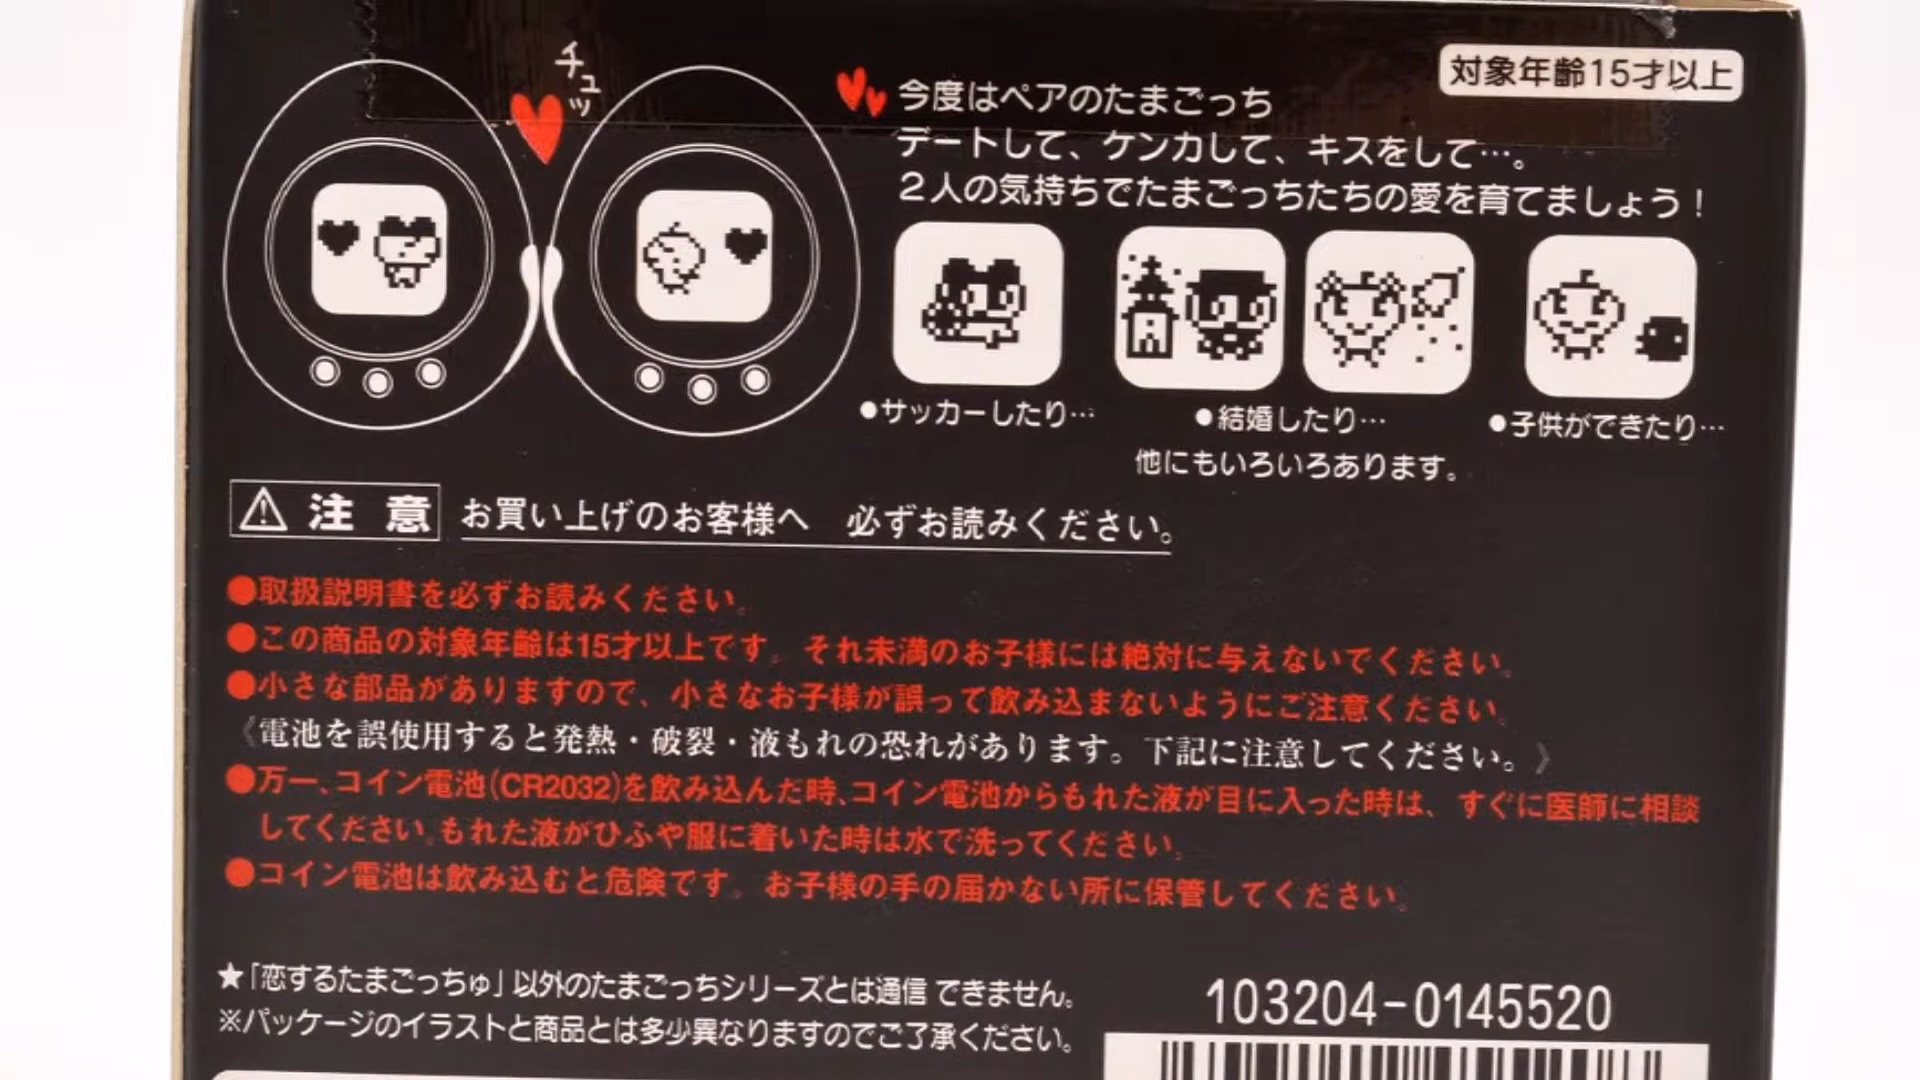 対象年齢15才以上
チュッ
今度はペアのたまごっち
デートして、ケンカして、キスをして…。
2人の気持ちでたまごっちたちの愛を育てましょう!
●サッカーしたり…
●結婚したり…
●子供ができたり…
他にもいろいろあります。
⚠注意 お買い上げのお客様へ 必ずお読みください。
●取扱説明書を必ずお読みください。
●この商品の対象年齢は15才以上です。それ未満のお子様には絶対に与えないでください。
●小さな部品がありますので、小さなお子様が誤って飲み込まないようにご注意ください。
《電池を誤使用すると発熱・破裂・液もれの恐れがあります。下記に注意してください。》
●万一、コイン電池(CR2032)を飲み込んだ時、コイン電池からもれた液が目に入った時は、すぐに医師に相談
してください。もれた液がひふや服に着いた時は水で洗ってください。
●コイン電池は飲み込むと危険です。お子様の手の届かない所に保管してください。
★「恋するたまごっちゅ」以外のたまごっちシリーズとは通信できません。
※パッケージのイラストと商品とは多少異なりますのでご了承ください。
103204-0145520